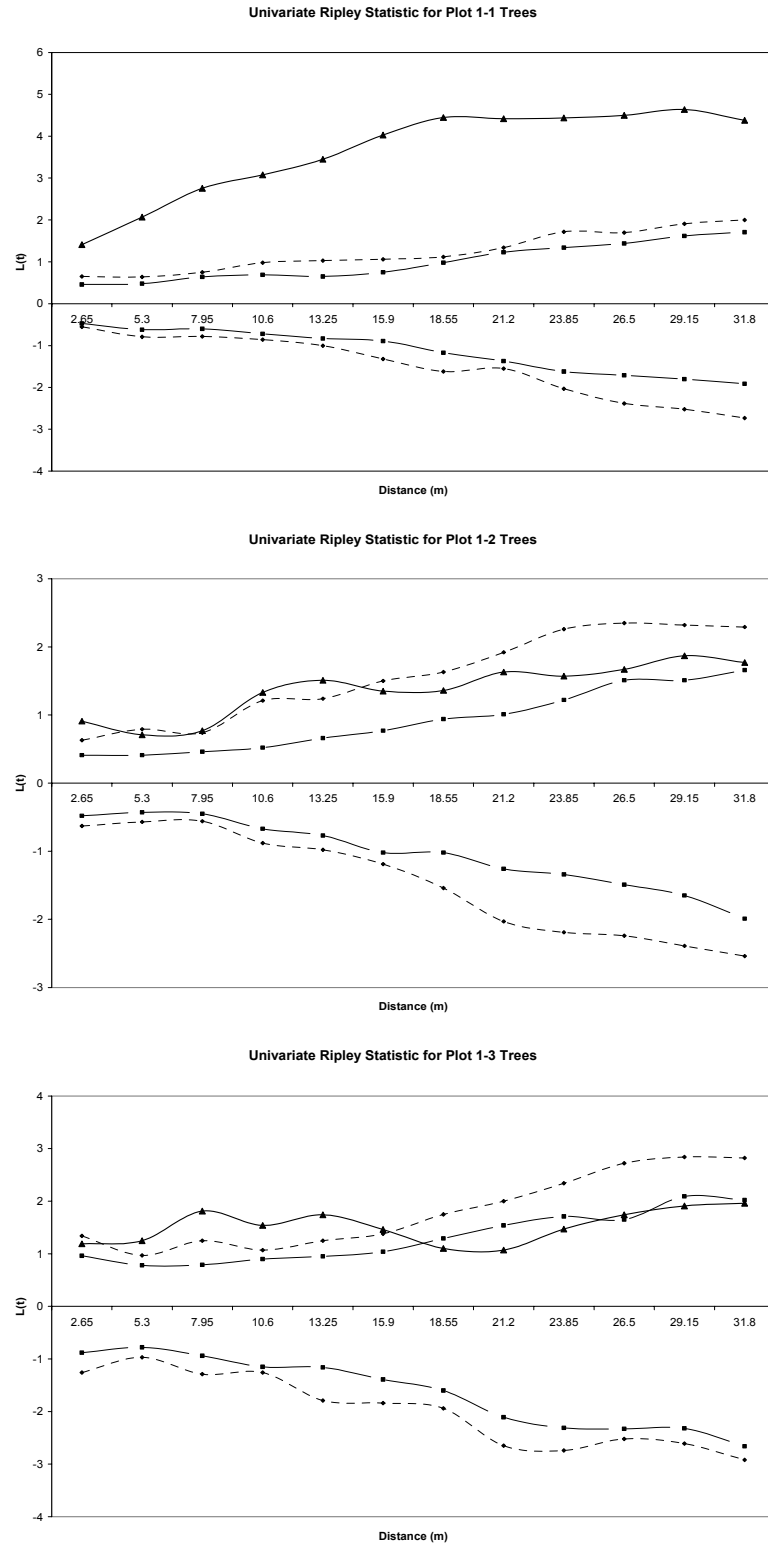 Univariate Ripley Statistic for Plot 1-1 Trees
6
5
4
3
2
1
0
-1
-2
-3
-4
L(t)
2.65 5.3 7.95 10.6 13.25 15.9 18.55 21.2 23.85 26.5 29.15 31.8
Distance (m)
Univariate Ripley Statistic for Plot 1-2 Trees
3
2
1
0
-1
-2
-3
L(t)
2.65 5.3 7.95 10.6 13.25 15.9 18.55 21.2 23.85 26.5 29.15 31.8
Distance (m)
Univariate Ripley Statistic for Plot 1-3 Trees
4
3
2
1
0
-1
-2
-3
-4
L(t)
2.65 5.3 7.95 10.6 13.25 15.9 18.55 21.2 23.85 26.5 29.15 31.8
Distance (m)